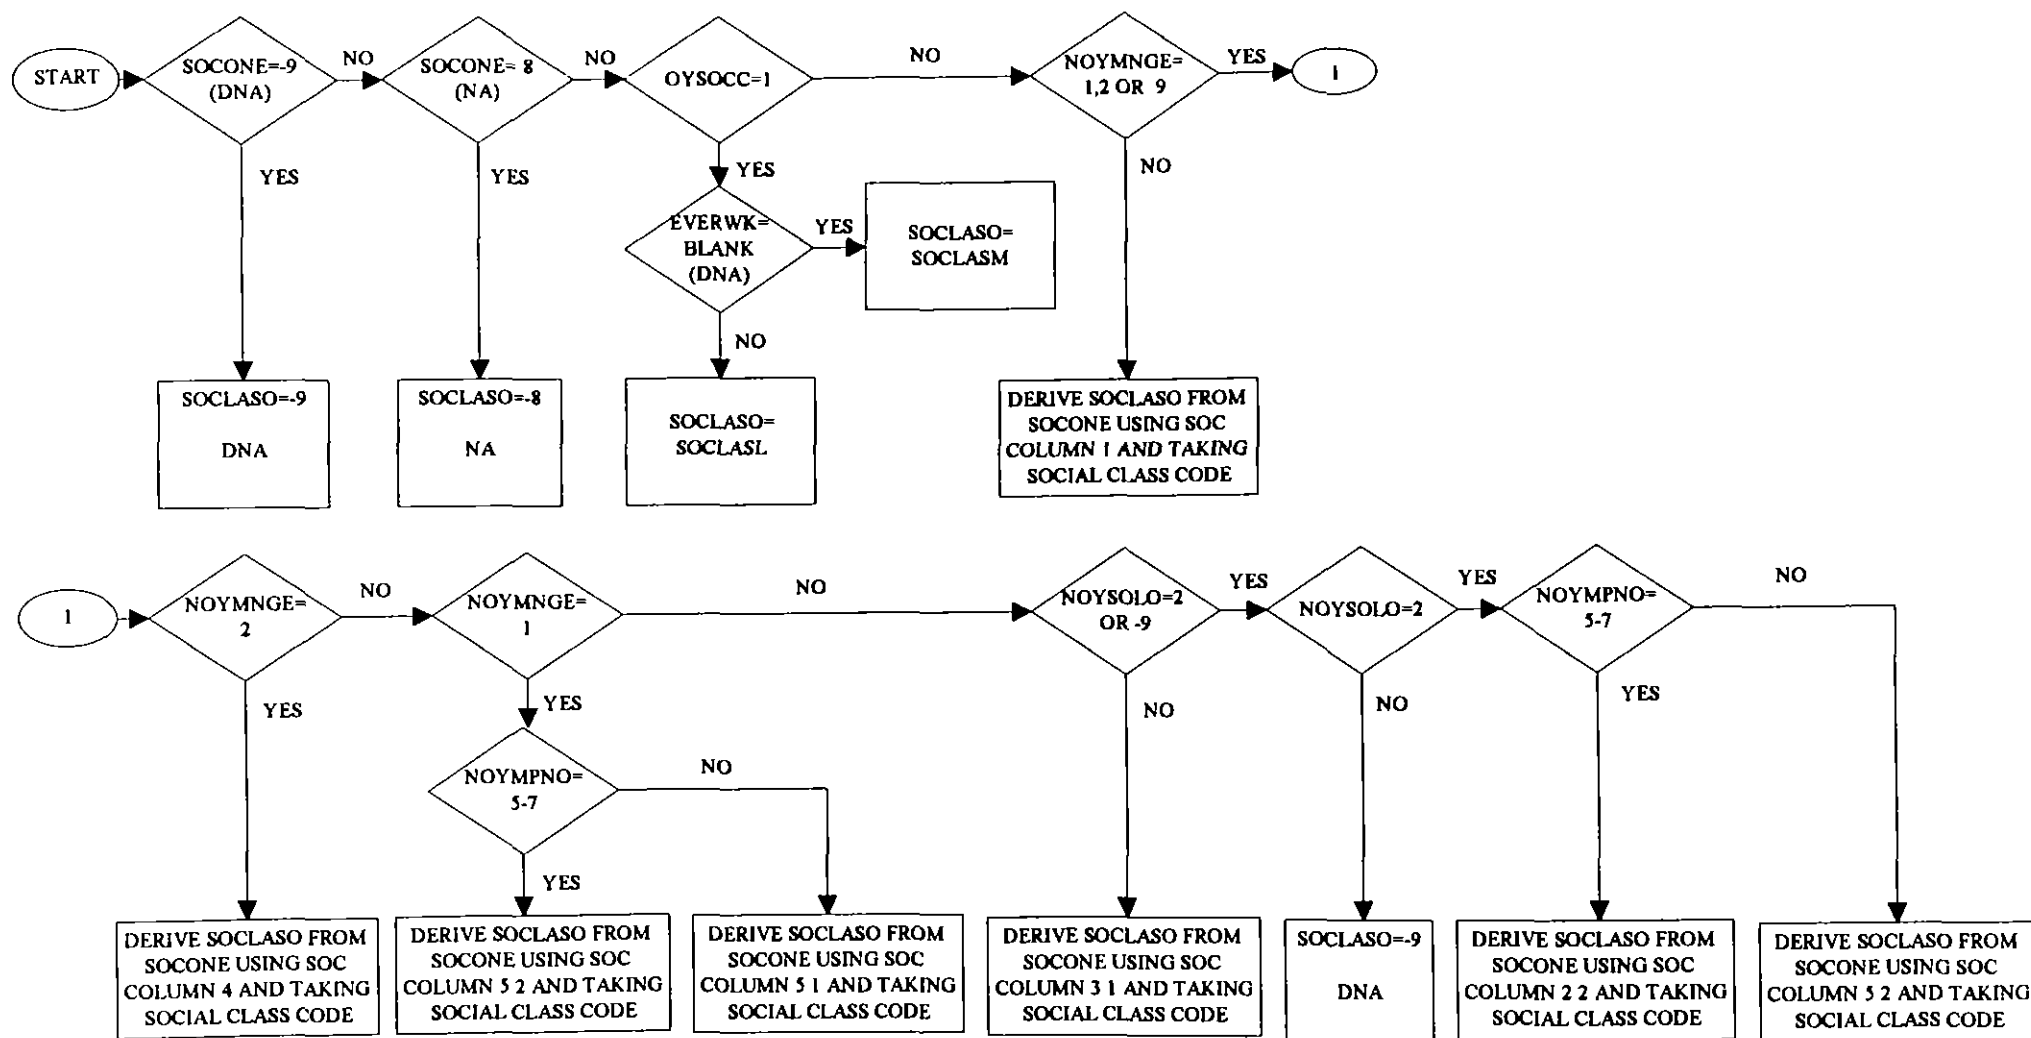 START
SOCONE=-9
(DNA)
NO
SOCONE= 8
(NA)
NO
OYSOCC=1
NO
NOYMNGE=
1,2 OR 9
YES
1
YES
YES
YES
NO
EVERWK=
BLANK
(DNA)
YES
SOCLASO=
SOCLASM
NO
SOCLASO=-9
DNA
SOCLASO=-8
NA
SOCLASO=
SOCLASL
DERIVE SOCLASO FROM
SOCONE USING SOC
COLUMN 1 AND TAKING
SOCIAL CLASS CODE
1
NOYMNGE=
2
NO
NOYMNGE=
1
NO
NOYSOLO=2
OR -9
YES
NOYSOLO=2
YES
NOYMPNO=
5-7
NO
YES
YES
NO
NO
YES
NOYMPNO=
5-7
NO
YES
DERIVE SOCLASO FROM
SOCONE USING SOC
COLUMN 4 AND TAKING
SOCIAL CLASS CODE
DERIVE SOCLASO FROM
SOCONE USING SOC
COLUMN 5 2 AND TAKING
SOCIAL CLASS CODE
DERIVE SOCLASO FROM
SOCONE USING SOC
COLUMN 5 1 AND TAKING
SOCIAL CLASS CODE
DERIVE SOCLASO FROM
SOCONE USING SOC
COLUMN 3 1 AND TAKING
SOCIAL CLASS CODE
SOCLASO=-9
DNA
DERIVE SOCLASO FROM
SOCONE USING SOC
COLUMN 2 2 AND TAKING
SOCIAL CLASS CODE
DERIVE SOCLASO FROM
SOCONE USING SOC
COLUMN 5 2 AND TAKING
SOCIAL CLASS CODE